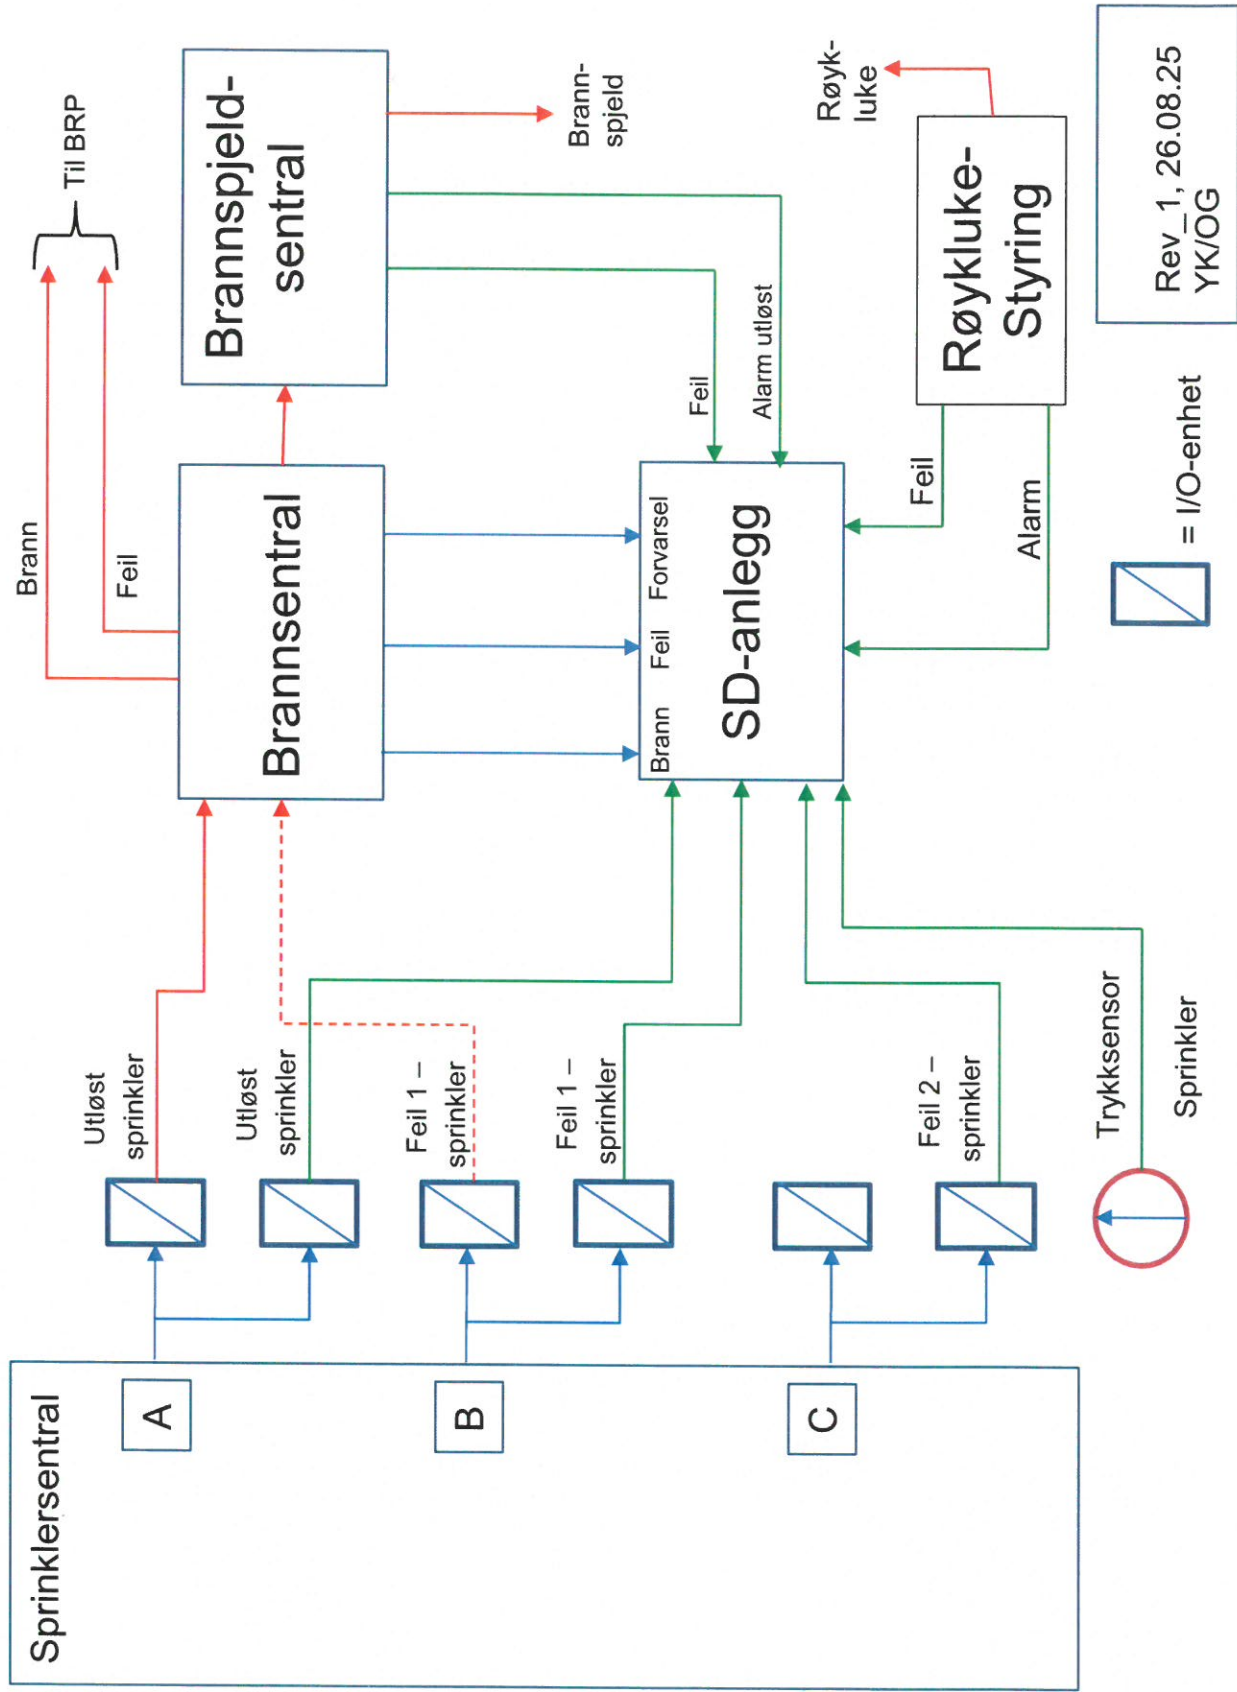 Sprinklersentral
A
B
C
Utløst
sprinkler
Utløst
sprinkler
Feil 1 –
sprinkler
Feil 1 –
sprinkler
Feil 2 –
sprinkler
Trykksensor
Sprinkler
Brann
Feil
Til BRP
Brannsentral
Brannspjeld-
sentral
Brann-
spjeld
Brann
Feil
Forvarsel
SD-anlegg
Feil
Alarm utløst
Feil
Alarm
Røykluke-
Styring
Røyk-
luke
= I/O-enhet
Rev_1, 26.08.25
YK/OG